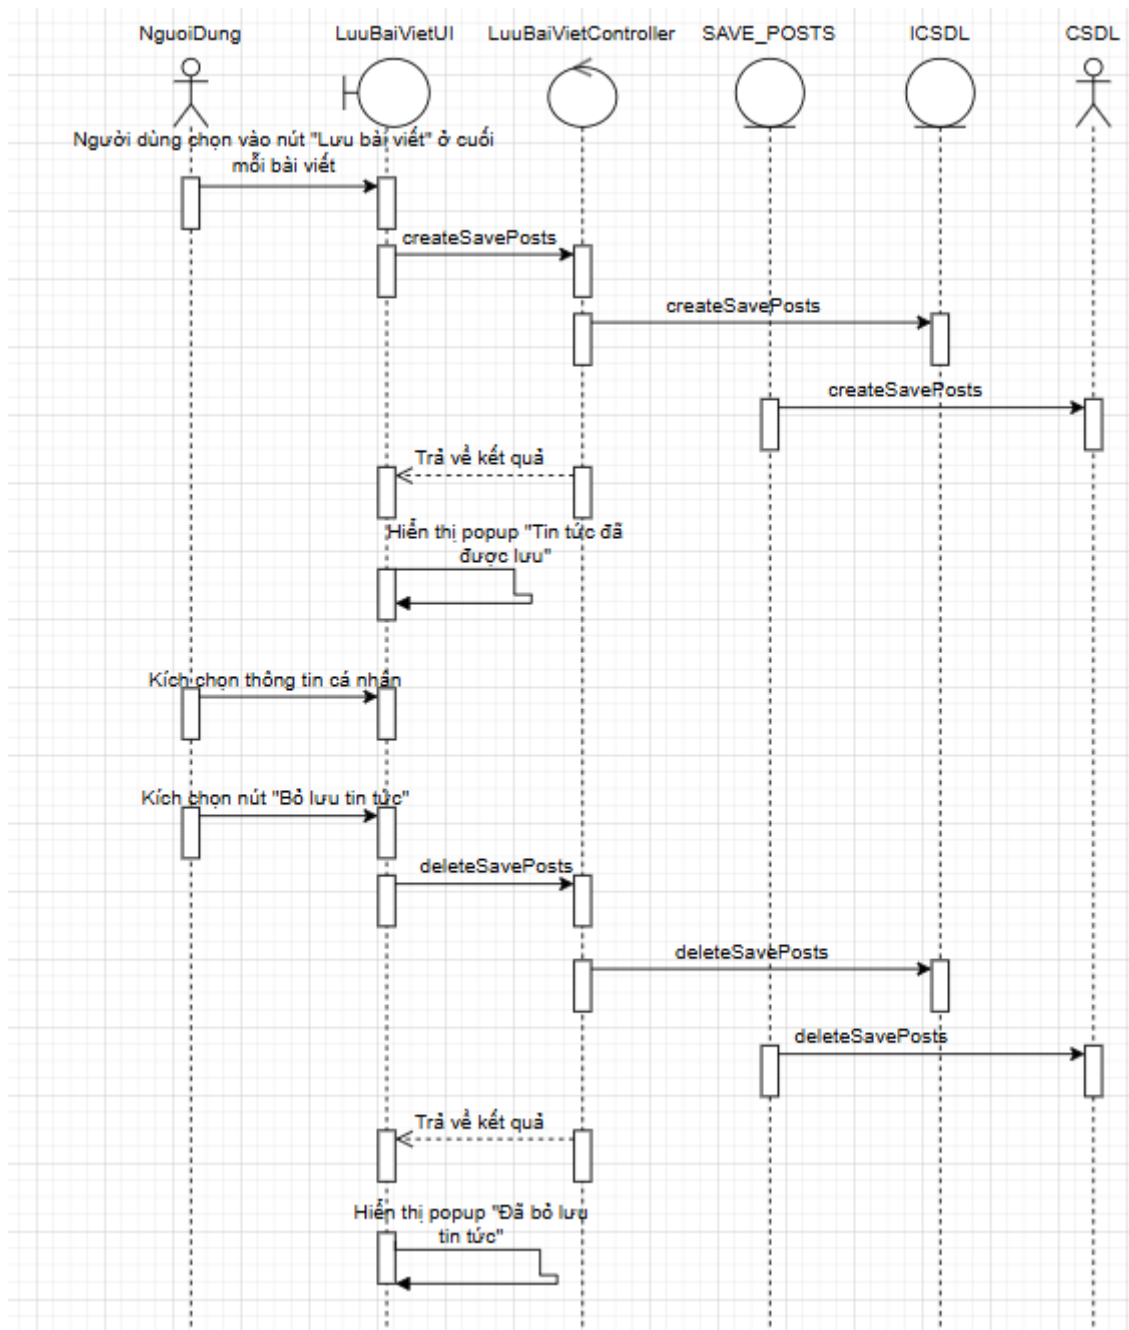 NguoiDung
LuuBaiVietUI
LuuBaiVietController
SAVE_POSTS
ICSDL
CSDL
Người dùng chọn vào nút "Lưu bài viết" ở cuối
mỗi bài viết
createSavePosts
createSavePosts
createSavePosts
Trả về kết quả
Hiển thị popup "Tin tức đã
được lưu"
Kích chọn thông tin cá nhân
Kích chọn nút "Bỏ lưu tin tức"
deleteSavePosts
deleteSavePosts
deleteSavePosts
Trả về kết quả
Hiển thị popup "Đã bỏ lưu
tin tức"